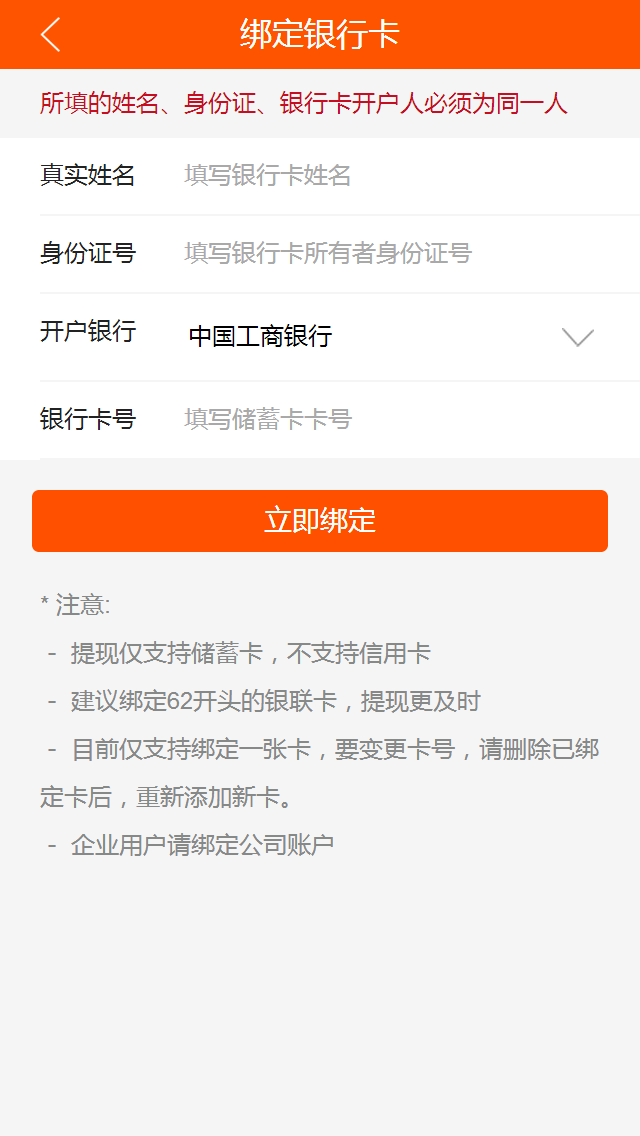 绑定银行卡
所填的姓名、身份证、银行卡开户人必须为同一人
真实姓名 填写银行卡姓名
身份证号 填写银行卡所有者身份证号
开户银行 中国工商银行
银行卡号 填写储蓄卡卡号
立即绑定
* 注意:
- 提现仅支持储蓄卡，不支持信用卡
- 建议绑定62开头的银联卡，提现更及时
- 目前仅支持绑定一张卡，要变更卡号，请删除已绑
定卡后，重新添加新卡。
- 企业用户请绑定公司账户